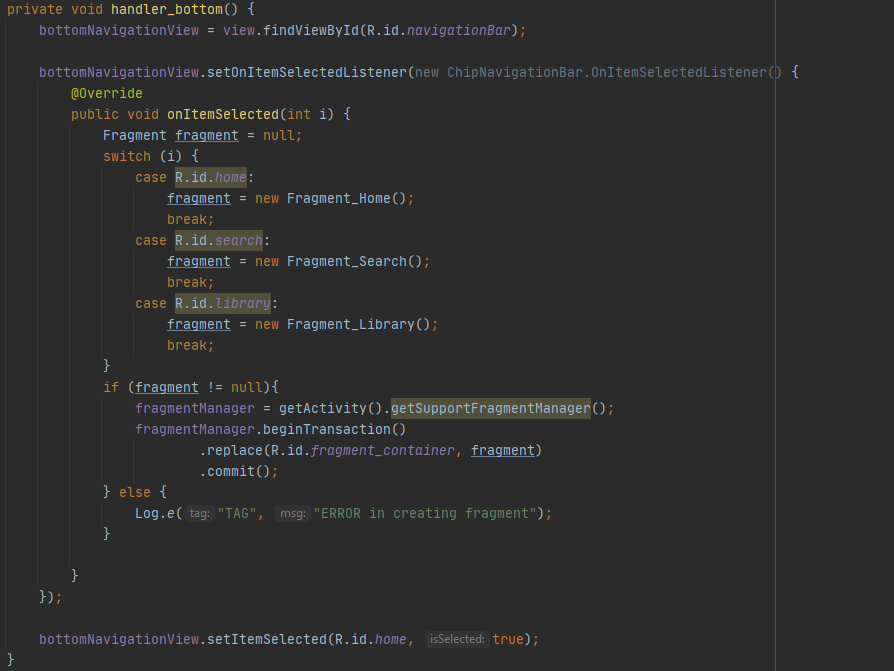 private void handler_bottom() {
    bottomNavigationView = view.findViewById(R.id.navigationBar);

    bottomNavigationView.setOnItemSelectedListener(new ChipNavigationBar.OnItemSelectedListener() {
        @Override
        public void onItemSelected(int i) {
            Fragment fragment = null;
            switch (i) {
                case R.id.home:
                    fragment = new Fragment_Home();
                    break;
                case R.id.search:
                    fragment = new Fragment_Search();
                    break;
                case R.id.library:
                    fragment = new Fragment_Library();
                    break;
            }
            if (fragment != null){
                fragmentManager = getActivity().getSupportFragmentManager();
                fragmentManager.beginTransaction()
                        .replace(R.id.fragment_container, fragment)
                        .commit();
            } else {
                Log.e( tag: "TAG", msg: "ERROR in creating fragment");
            }

        }
    });

    bottomNavigationView.setItemSelected(R.id.home, isSelected: true);
}